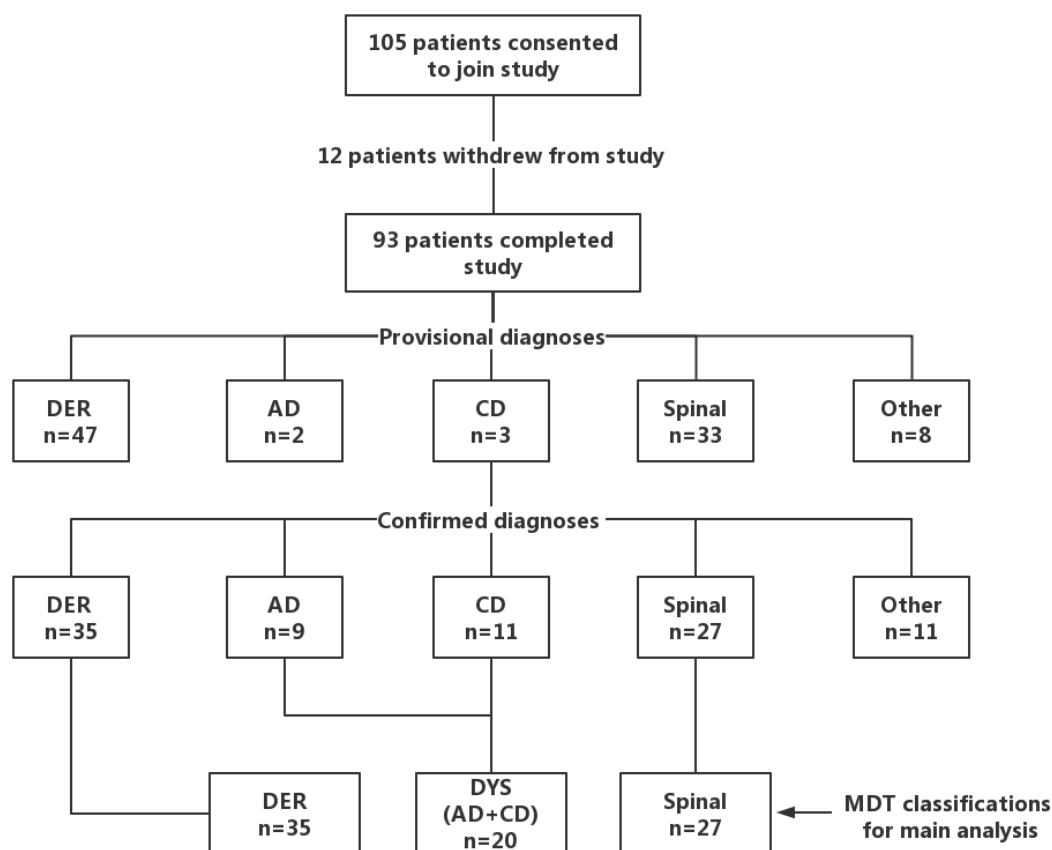 105 patients consented
to join study
12 patients withdrew from study
93 patients completed
study
Provisional diagnoses
DER
n=47
AD
n=2
CD
n=3
Spinal
n=33
Other
n=8
Confirmed diagnoses
DER
n=35
AD
n=9
CD
n=11
Spinal
n=27
Other
n=11
DER
n=35
DYS
(AD+CD)
n=20
Spinal
n=27
MDT classifications
for main analysis